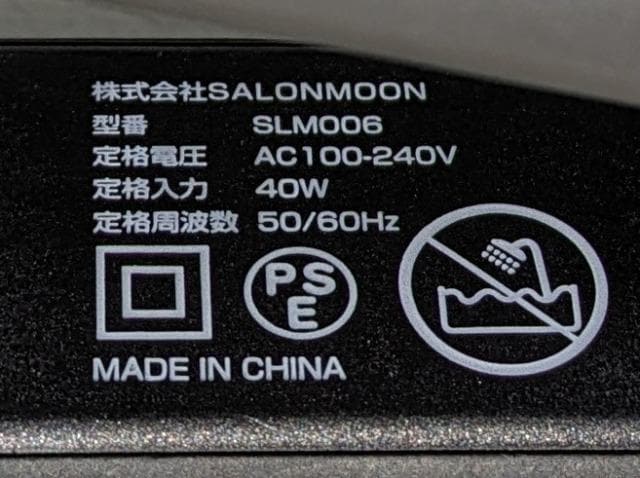 株式会社SALONMOON
型番 SLM006
定格電圧 AC100-240V
定格入力 40W
定格周波数 50/60Hz
PS
E
MADE IN CHINA